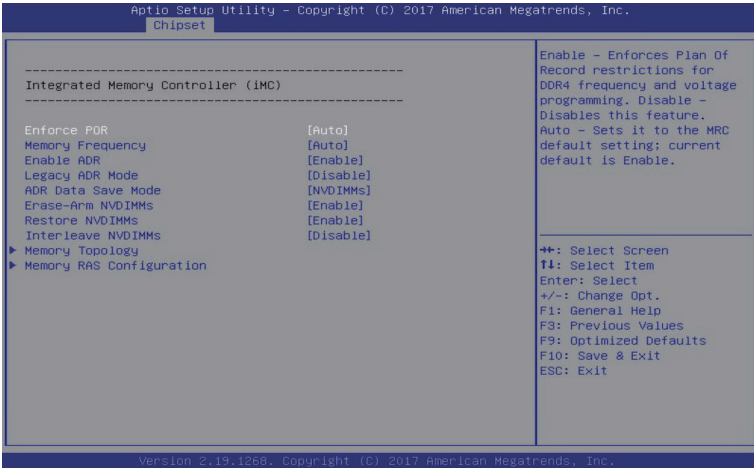 Aptio Setup Utility – Copyright (C) 2017 American Megatrends, Inc.
Chipset
--------------------------------------------------
Integrated Memory Controller (iMC)
--------------------------------------------------
Enforce POR [Auto]
Memory Frequency [Auto]
Enable ADR [Enable]
Legacy ADR Mode [Disable]
ADR Data Save Mode [NVDIMMs]
Erase-Arm NVDIMMs [Enable]
Restore NVDIMMs [Enable]
Interleave NVDIMMs [Disable]
Memory Topology
Memory RAS Configuration
Enable – Enforces Plan Of
Record restrictions for
DDR4 frequency and voltage
programming. Disable –
Disables this feature.
Auto – Sets it to the MRC
default setting; current
default is Enable.
→←: Select Screen
↑↓: Select Item
Enter: Select
+/-: Change Opt.
F1: General Help
F3: Previous Values
F9: Optimized Defaults
F10: Save & Exit
ESC: Exit
Version 2.19.1268. Copyright (C) 2017 American Megatrends, Inc.